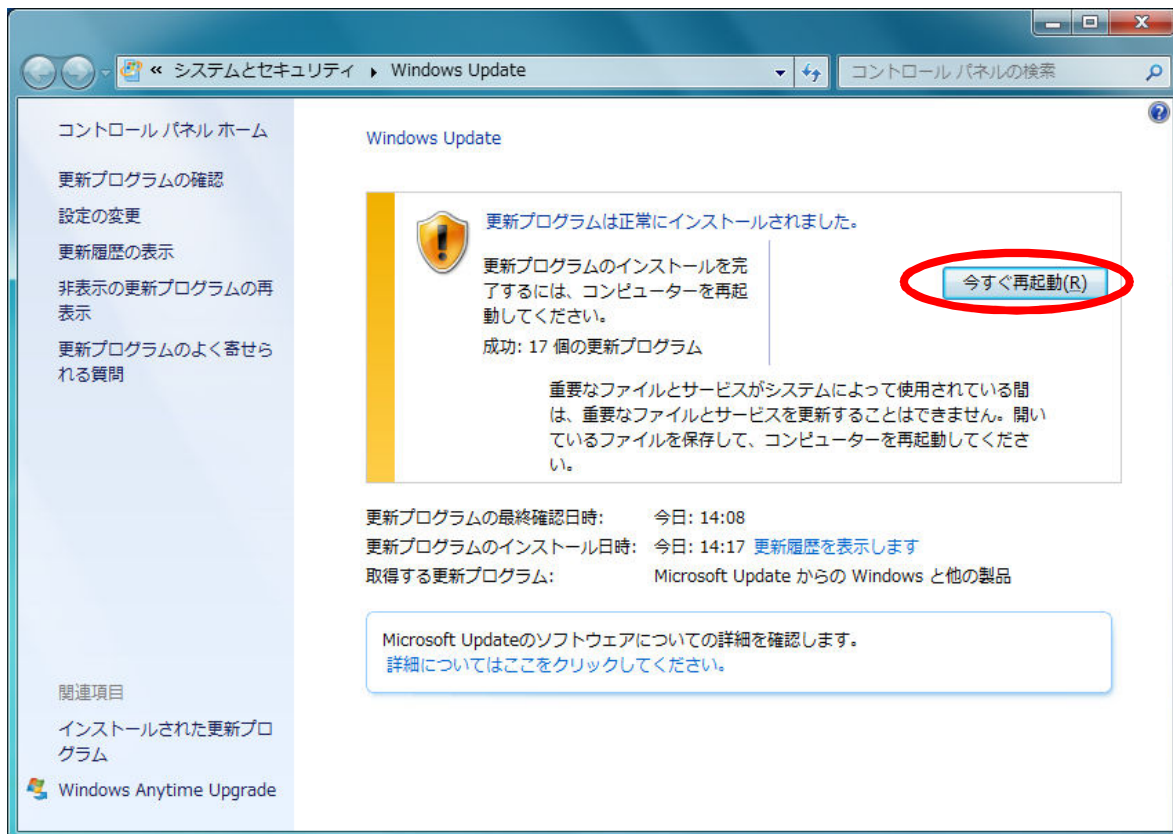 « システムとセキュリティ ▸ Windows Update
コントロール パネルの検索
コントロール パネル ホーム
更新プログラムの確認
設定の変更
更新履歴の表示
非表示の更新プログラムの再
表示
更新プログラムのよく寄せら
れる質問
関連項目
インストールされた更新プロ
グラム
Windows Anytime Upgrade
Windows Update
更新プログラムは正常にインストールされました。
更新プログラムのインストールを完
了するには、コンピューターを再起
動してください。
成功: 17 個の更新プログラム
今すぐ再起動(R)
重要なファイルとサービスがシステムによって使用されている間
は、重要なファイルとサービスを更新することはできません。開い
ているファイルを保存して、コンピューターを再起動してくださ
い。
更新プログラムの最終確認日時: 今日: 14:08
更新プログラムのインストール日時: 今日: 14:17 更新履歴を表示します
取得する更新プログラム: Microsoft Update からの Windows と他の製品
Microsoft Updateのソフトウェアについての詳細を確認します。
詳細についてはここをクリックしてください。